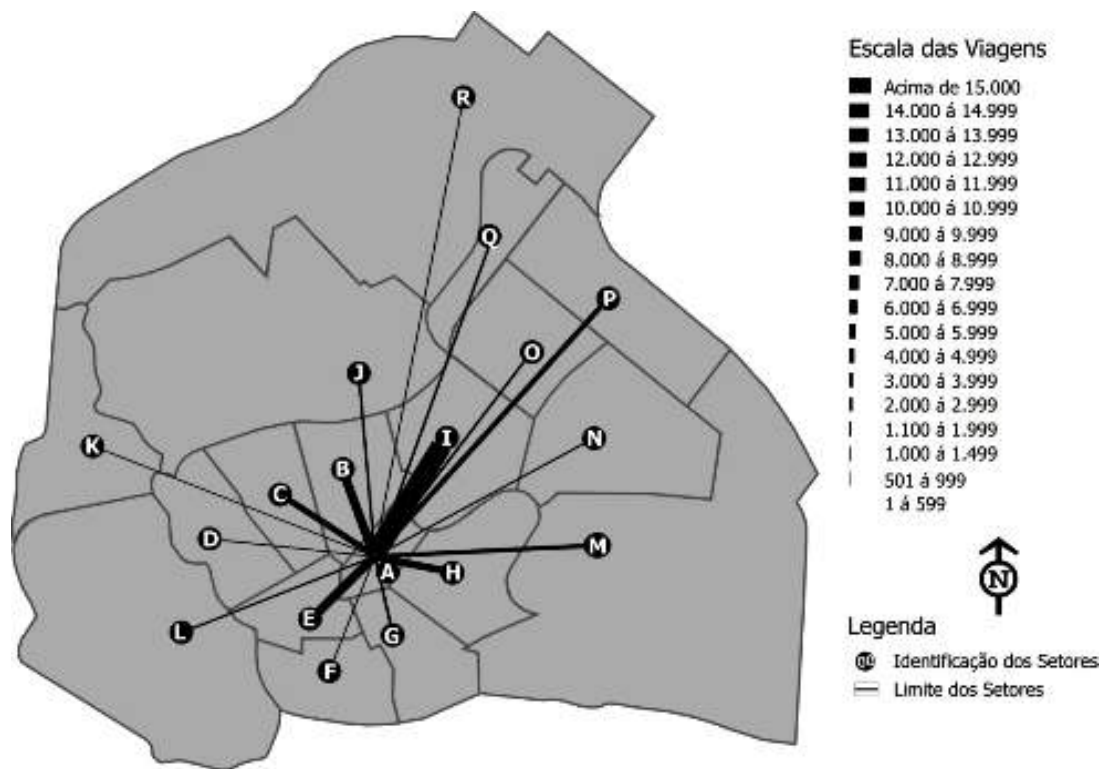 Escala das Viagens
Acima de 15.000
14.000 á 14.999
13.000 á 13.999
12.000 á 12.999
11.000 á 11.999
10.000 á 10.999
9.000 á 9.999
8.000 á 8.999
7.000 á 7.999
6.000 á 6.999
5.000 á 5.999
4.000 á 4.999
3.000 á 3.999
2.000 á 2.999
1.100 á 1.999
1.000 á 1.499
501 á 999
1 á 599
N
Legenda
Identificação dos Setores
Limite dos Setores
R
Q
P
O
J
I
N
K
B
C
D
M
A
H
E
G
L
F